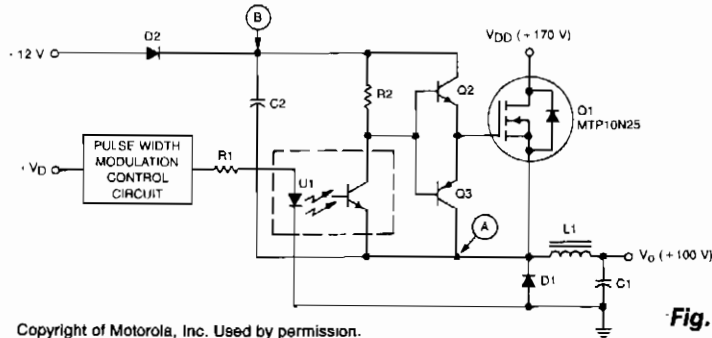 B
D2
VDD (+170 V)
· 12 V
R2
Q2
C2
Q1
MTP10N25
PULSE WIDTH
MODULATION
CONTROL
CIRCUIT
R1
· VD
U1
Q3
A
L1
Vo (+100 V)
D1
C1
Copyright of Motorola, Inc. Used by permission.
Fig.